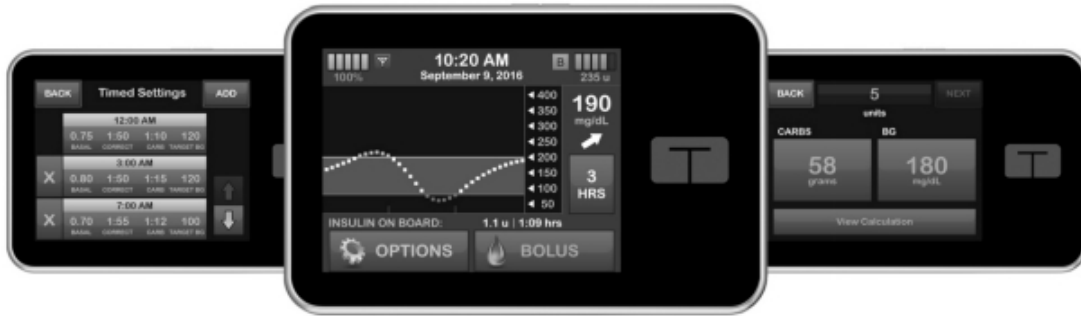 BACK Timed Settings ADD
12:00 AM
0.75 1:50 1:10 120
BASAL CORRECT CARB TARGET BG
X 3:00 AM
0.80 1:50 1:15 120
BASAL CORRECT CARB TARGET BG
X 7:00 AM
0.70 1:55 1:12 100
BASAL CORRECT CARB TARGET BG
10:20 AM
100% September 9, 2016 B 235 u
400
350
300
250
200
150
100
50
190
mg/dL
3
HRS
INSULIN ON BOARD: 1.1 u | 1:09 hrs
OPTIONS BOLUS
BACK 5 NEXT
units
CARBS BG
58 180
grams mg/dL
View Calculation